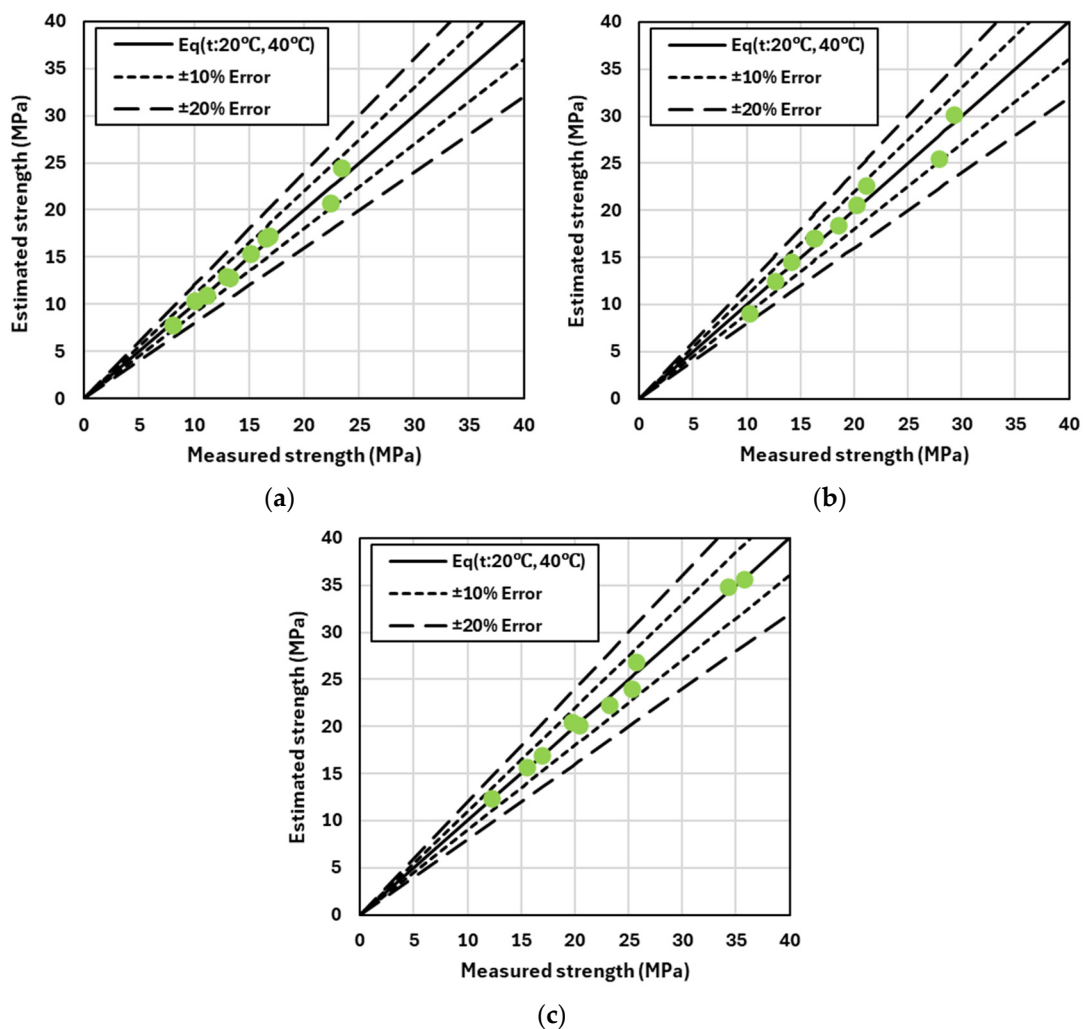 40
35
30
25
20
15
10
5
0
Estimated strength (MPa)
Eq(t:20℃, 40℃)
±10% Error
±20% Error
0 5 10 15 20 25 30 35 40
Measured strength (MPa)
(a)
40
35
30
25
20
15
10
5
0
Estimated strength (MPa)
Eq(t:20℃, 40℃)
±10% Error
±20% Error
0 5 10 15 20 25 30 35 40
Measured strength (MPa)
(b)
40
35
30
25
20
15
10
5
0
Estimated strength (MPa)
Eq(t:20℃, 40℃)
±10% Error
±20% Error
0 5 10 15 20 25 30 35 40
Measured strength (MPa)
(c)